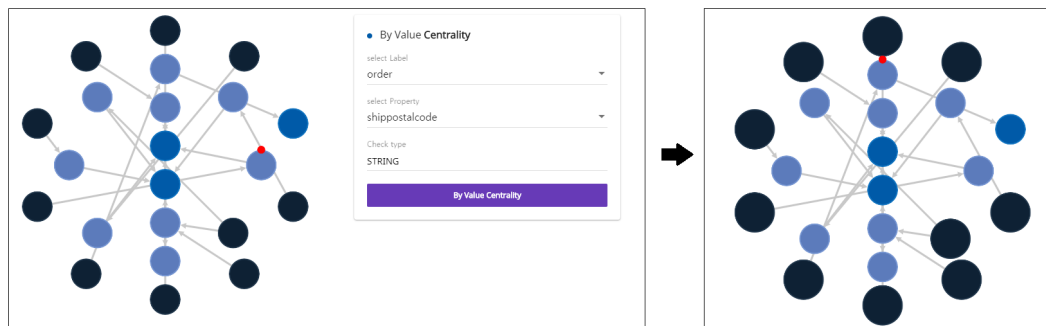 By Value Centrality
select Label
order
select Property
shippostalcode
Check type
STRING
By Value Centrality